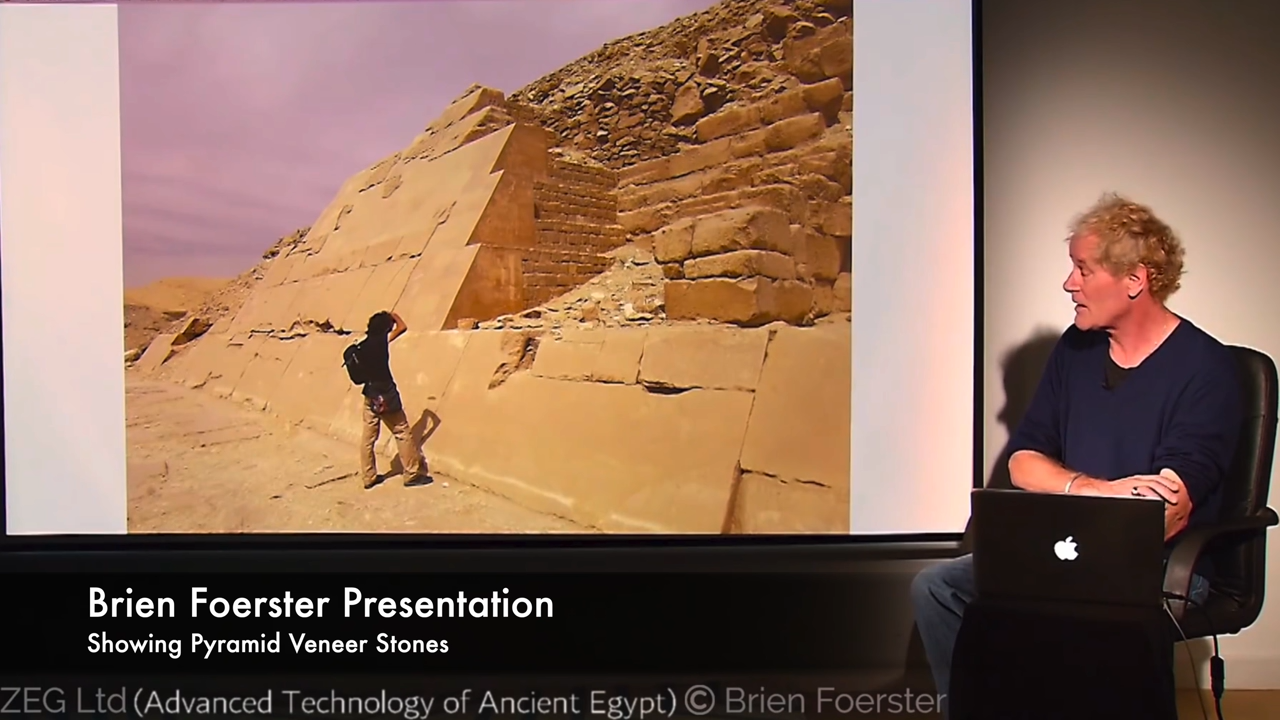 Brien Foerster Presentation
Showing Pyramid Veneer Stones
ZEG Ltd (Advanced Technology of Ancient Egypt) © Brien Foerster